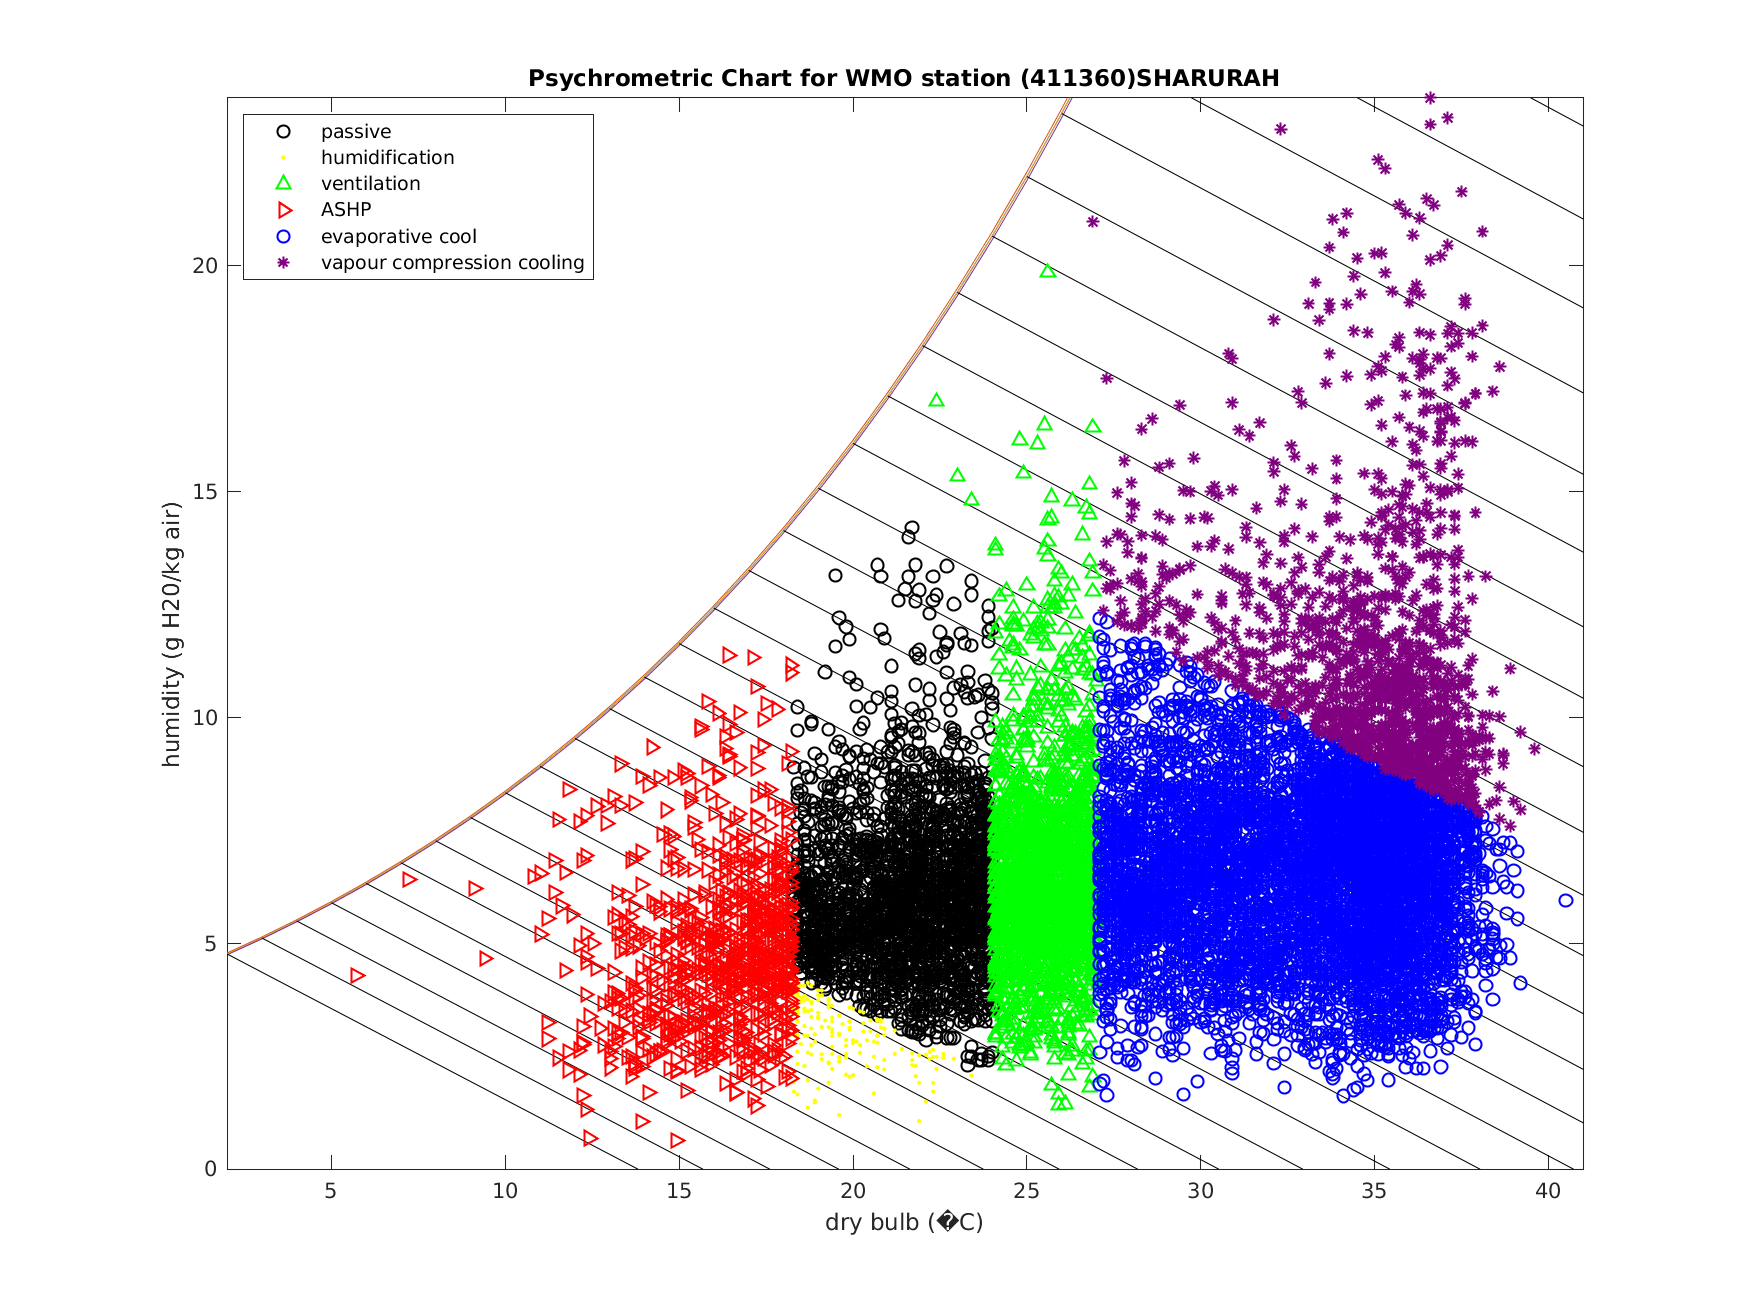 Psychrometric Chart for WMO station (411360)SHARURAH
passive
humidification
ventilation
ASHP
evaporative cool
vapour compression cooling
humidity (g H20/kg air)
20
15
10
5
0
5
10
15
20
25
30
35
40
dry bulb (�C)